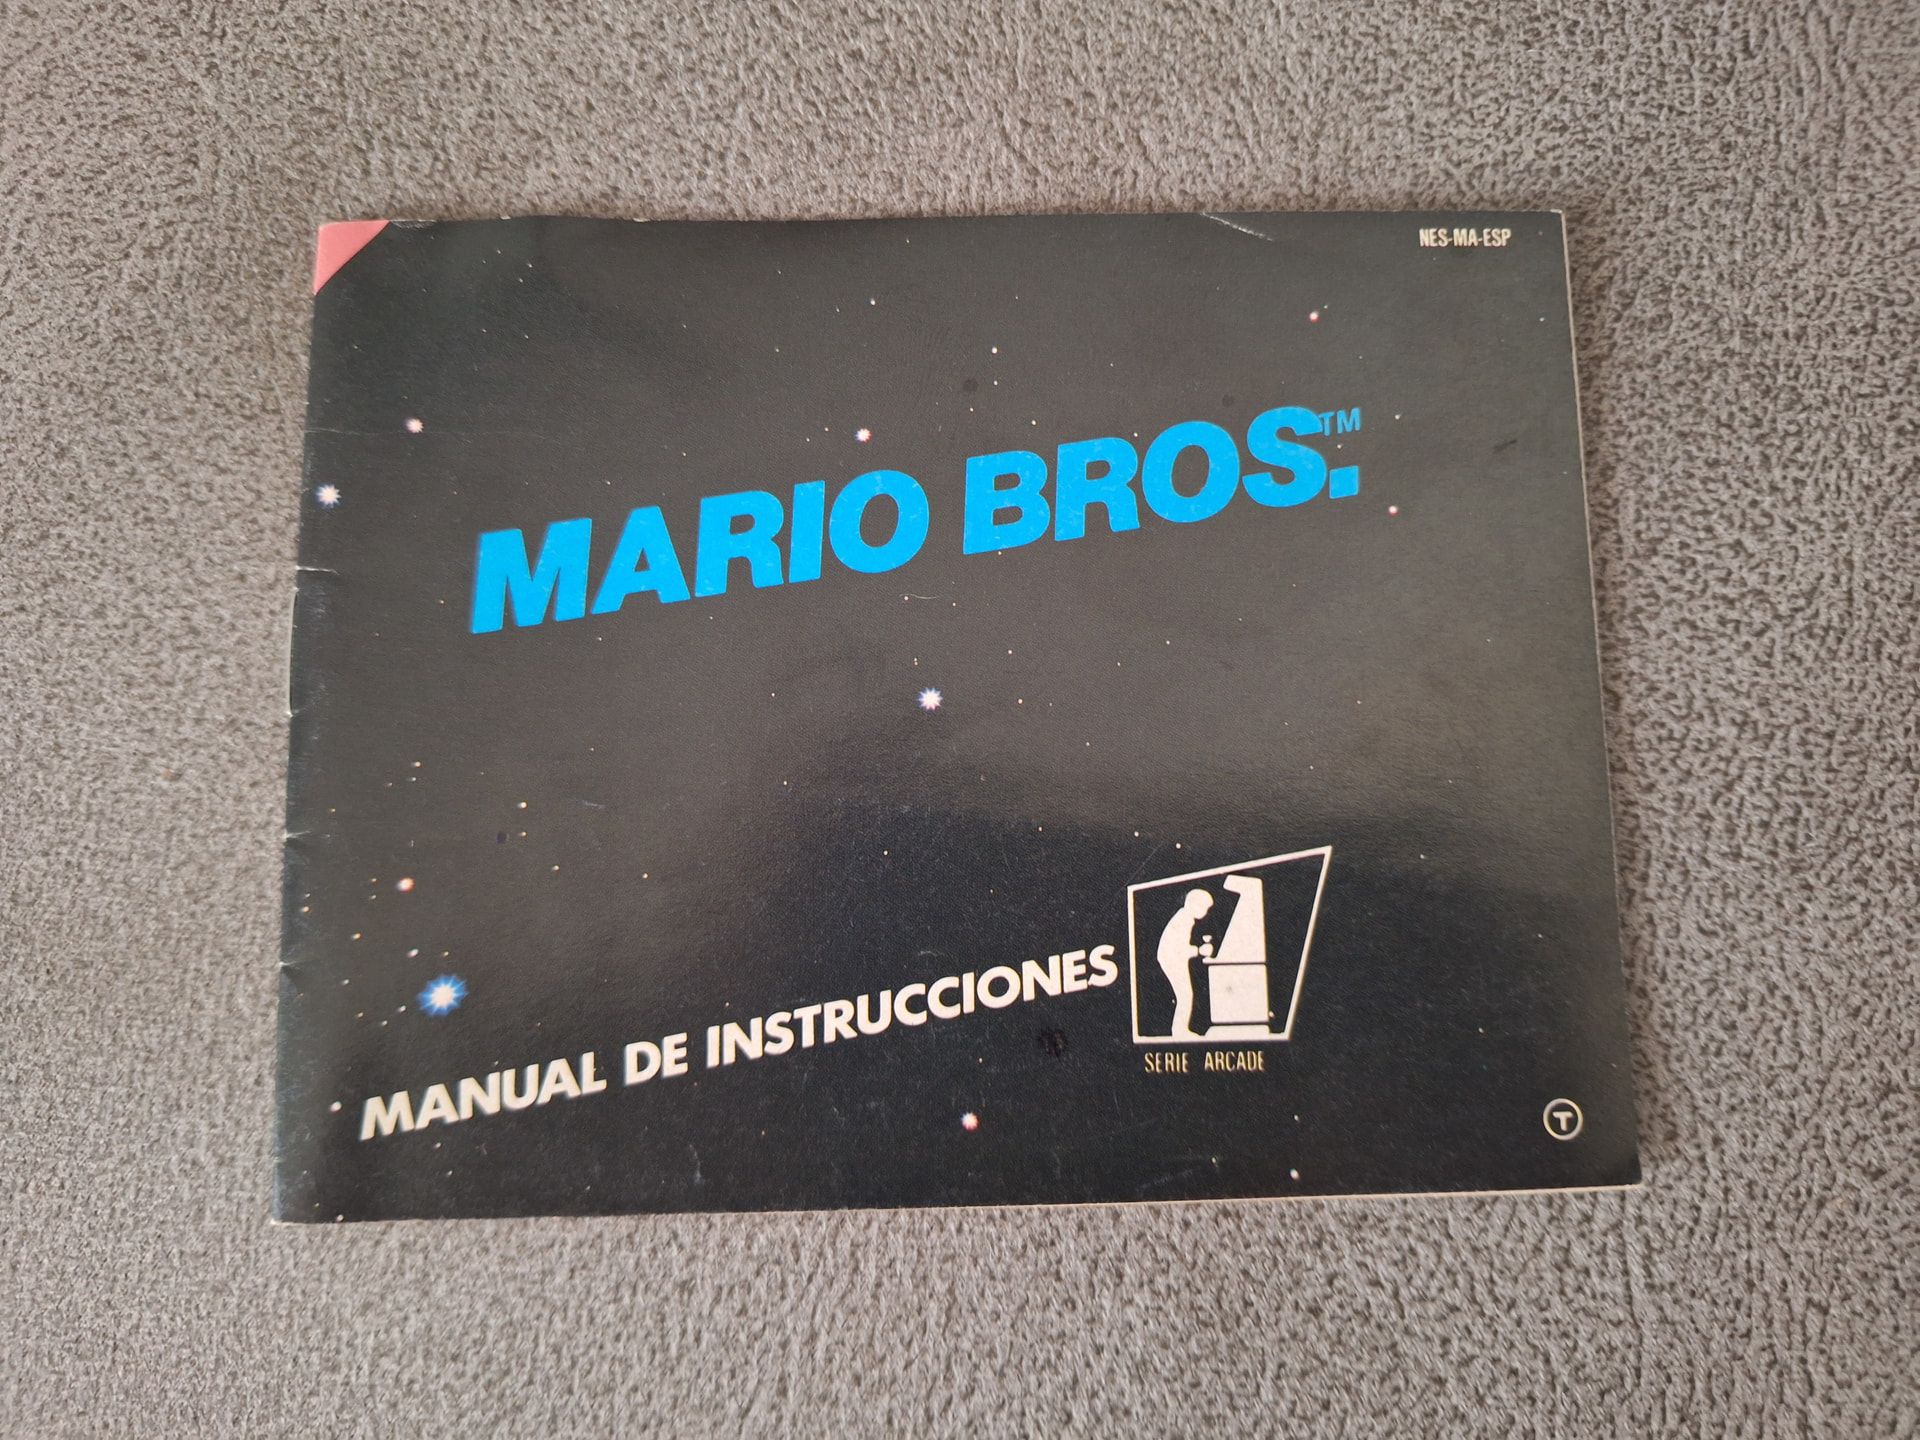 NES-MA-ESP
MARIO BROS.™
MANUAL DE INSTRUCCIONES
SERIE ARCADE
T